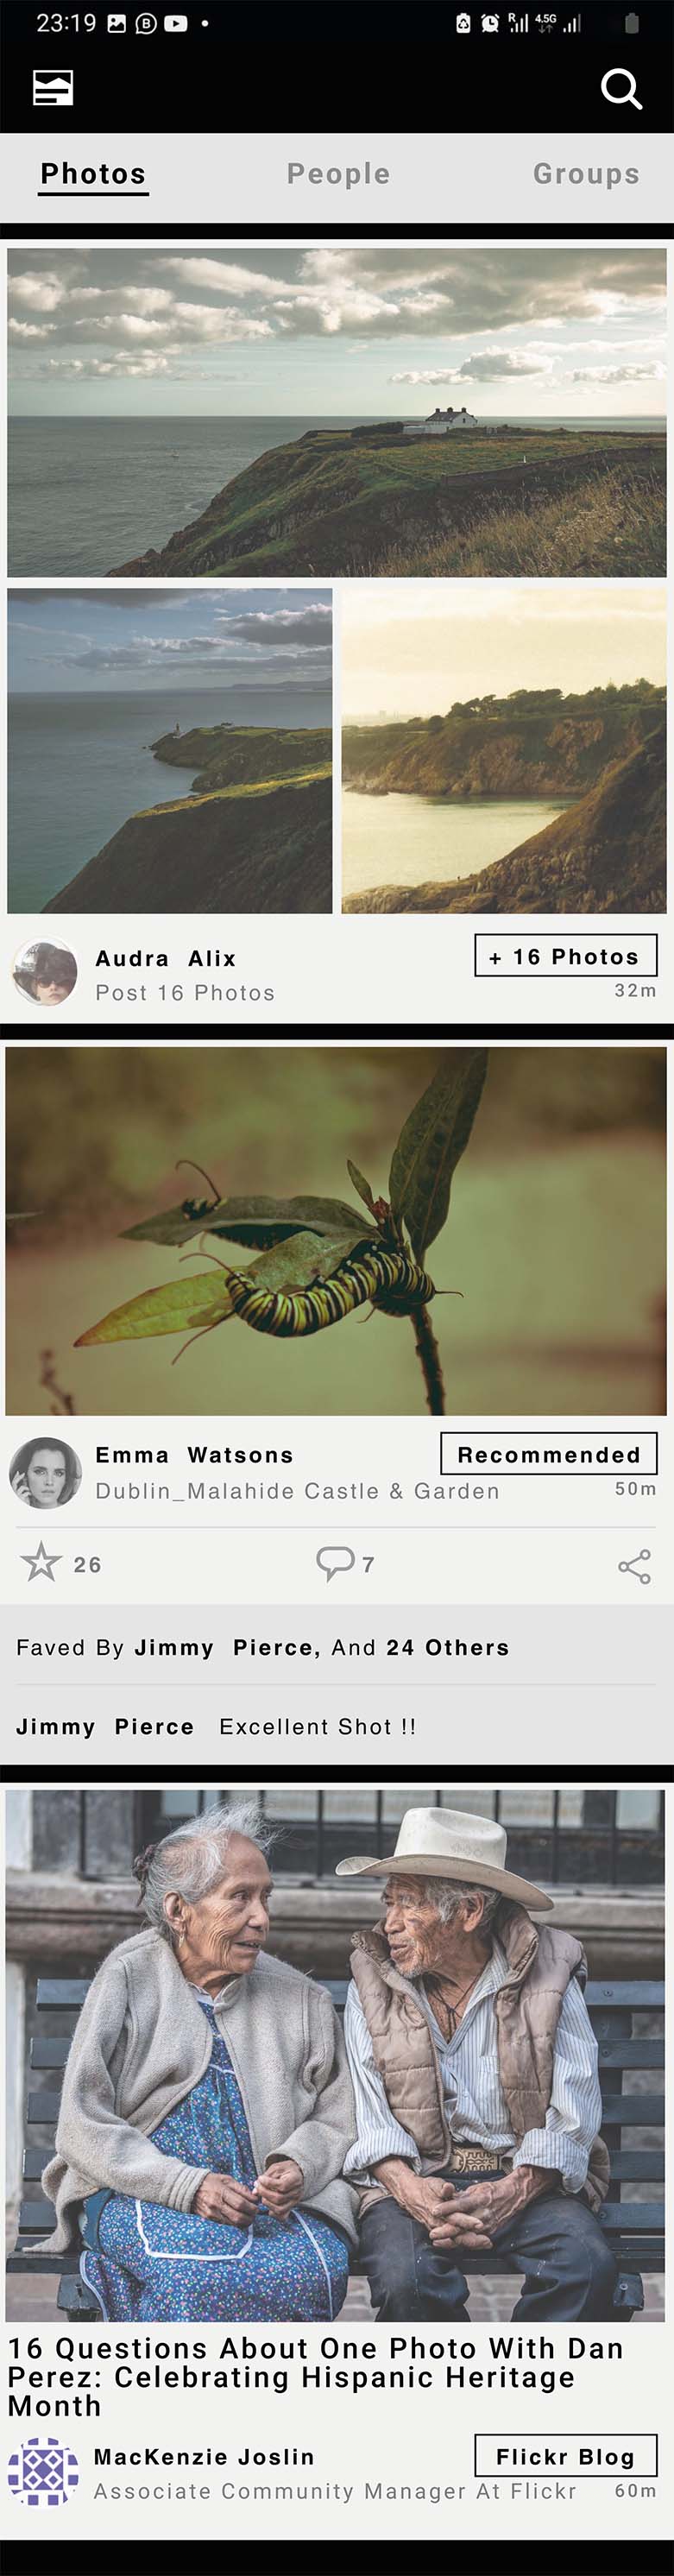 23:19
R 4.5G
Photos People Groups
Audra Alix + 16 Photos
Post 16 Photos 32m
Emma Watsons Recommended
Dublin_Malahide Castle & Garden 50m
26 7
Faved By Jimmy Pierce, And 24 Others
Jimmy Pierce Excellent Shot !!
16 Questions About One Photo With Dan
Perez: Celebrating Hispanic Heritage
Month
MacKenzie Joslin Flickr Blog
Associate Community Manager At Flickr 60m